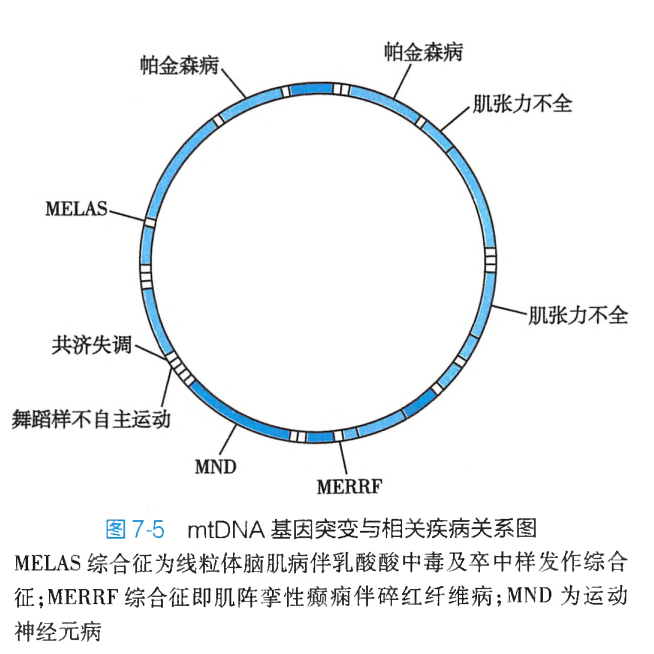 帕金森病
帕金森病
肌张力不全
MELAS
肌张力不全
共济失调
舞蹈样不自主运动
MND
MERRF
图 7-5 mtDNA 基因突变与相关疾病关系图
MELAS 综合征为线粒体脑肌病伴乳酸酸中毒及卒中样发作综合
征;MERRF 综合征即肌阵挛性癫痫伴碎红纤维病;MND 为运动
神经元病